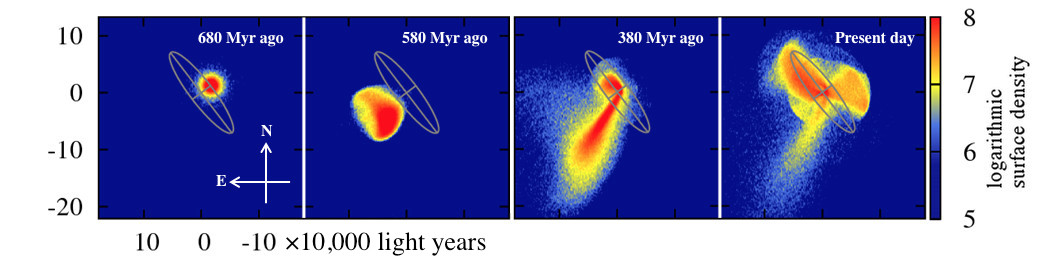 680 Myr ago
580 Myr ago
380 Myr ago
Present day
10
0
-10
-20
N
E
10 0 -10 ×10,000 light years
8
7
6
5
logarithmic
surface density